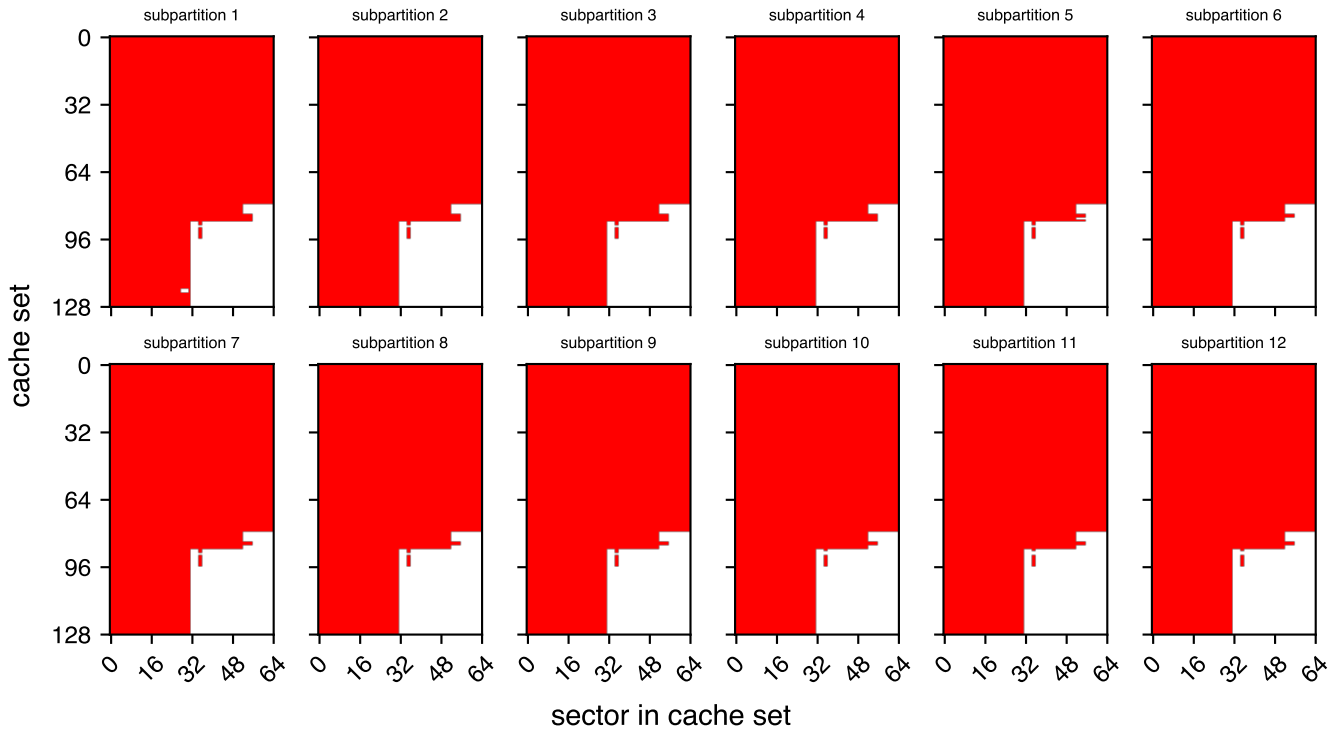 subpartition 1 subpartition 2 subpartition 3 subpartition 4 subpartition 5 subpartition 6
0
32
64
96
128
subpartition 7 subpartition 8 subpartition 9 subpartition 10 subpartition 11 subpartition 12
0
32
64
96
128
cache set
0 16 32 48 64 0 16 32 48 64 0 16 32 48 64 0 16 32 48 64 0 16 32 48 64 0 16 32 48 64
sector in cache set